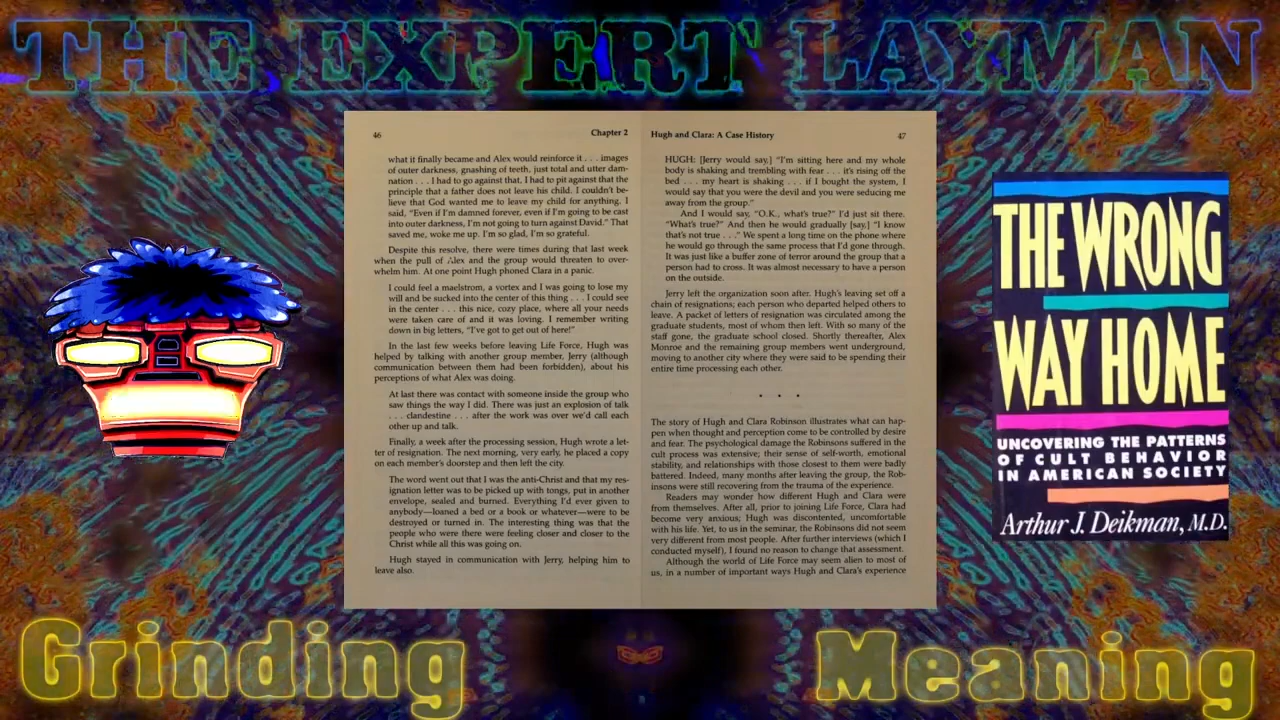 THE EXPERT LAYMAN
46
Chapter 2
what it finally became and Alex would reinforce it . . . images
of outer darkness, gnashing of teeth, just total and utter dam-
nation . . . I had to go against that, I had to pit against that the
principle that a father does not leave his child. I couldn't be-
lieve that God wanted me to leave my child for anything. I
said, "Even if I'm damned forever, even if I'm going to be cast
into outer darkness, I'm not going to turn against David." That
saved me, woke me up. I'm so glad, I'm so grateful.
Despite this resolve, there were times during that last week
when the pull of Alex and the group would threaten to over-
whelm him. At one point Hugh phoned Clara in a panic.
I could feel a maelstrom, a vortex and I was going to lose my
will and be sucked into the center of this thing . . . I could see
in the center . . . this nice, cozy place, where all your needs
were taken care of and it was loving. I remember writing
down in big letters, "I've got to get out of here!"
In the last few weeks before leaving Life Force, Hugh was
helped by talking with another group member, Jerry (although
communication between them had been forbidden), about his
perceptions of what Alex was doing.
At last there was contact with someone inside the group who
saw things the way I did. There was just an explosion of talk
. . . clandestine . . . after the work was over we'd call each
other up and talk.
Finally, a week after the processing session, Hugh wrote a let-
ter of resignation. The next morning, very early, he placed a copy
on each member's doorstep and then left the city.
The word went out that I was the anti-Christ and that my res-
ignation letter was to be picked up with tongs, put in another
envelope, sealed and burned. Everything I'd ever given to
anybody—loaned a bed or a book or whatever—were to be
destroyed or turned in. The interesting thing was that the
people who were there were feeling closer and closer to the
Christ while all this was going on.
Hugh stayed in communication with Jerry, helping him to
leave also.
Hugh and Clara: A Case History
47
HUGH: [Jerry would say,] "I'm sitting here and my whole
body is shaking and trembling with fear . . . it's rising off the
bed . . . my heart is shaking . . . if I bought the system, I
would say that you were the devil and you were seducing me
away from the group."
And I would say, "O.K., what's true?" I'd just sit there.
"What's true?" And then he would gradually [say,] "I know
that's not true . . ." We spent a long time on the phone where
he would go through the same process that I'd gone through.
It was just like a buffer zone of terror around the group that a
person had to cross. It was almost necessary to have a person
on the outside.
Jerry left the organization soon after. Hugh's leaving set off a
chain of resignations; each person who departed helped others to
leave. A packet of letters of resignation was circulated among the
graduate students, most of whom then left. With so many of the
staff gone, the graduate school closed. Shortly thereafter, Alex
Monroe and the remaining group members went underground,
moving to another city where they were said to be spending their
entire time processing each other.
. . .
The story of Hugh and Clara Robinson illustrates what can hap-
pen when thought and perception come to be controlled by desire
and fear. The psychological damage the Robinsons suffered in the
cult process was extensive; their sense of self-worth, emotional
stability, and relationships with those closest to them were badly
battered. Indeed, many months after leaving the group, the Rob-
insons were still recovering from the trauma of the experience.
Readers may wonder how different Hugh and Clara were
from themselves. After all, prior to joining Life Force, Clara had
become very anxious; Hugh was discontented, uncomfortable
with his life. Yet, to us in the seminar, the Robinsons did not seem
very different from most people. After further interviews (which I
conducted myself), I found no reason to change that assessment.
Although the world of Life Force may seem alien to most of
us, in a number of important ways Hugh and Clara's experience
THE WRONG
WAY HOME
UNCOVERING THE PATTERNS
OF CULT BEHAVIOR
IN AMERICAN SOCIETY
Arthur J. Deikman, M.D.
Grinding
Meaning